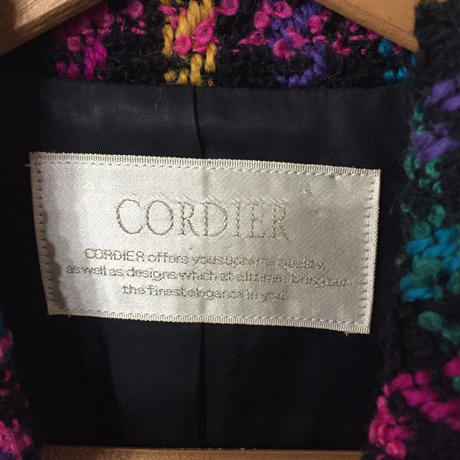 CORDIER
CORDIER offers you supreme quality,
as well as designs which at all times bring out
the finest elegance in you.